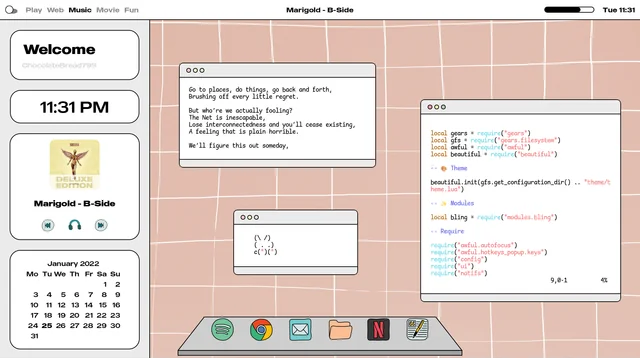 Play Web Music Movie Fun
Marigold - B-Side
Tue 11:31
Welcome
ChocolateBread799
11:31 PM
DELUXE
EDITION
Marigold - B-Side
January 2022
Mo Tu We Th Fr Sa Su
1 2
3 4 5 6 7 8 9
10 11 12 13 14 15 16
17 18 19 20 21 22 23
24 25 26 27 28 29 30
31
Go to places, do things, go back and forth,
Brushing off every little regret.
But who're we actually fooling?
The Net is inescapable,
Lose interconnectedness and you'll cease existing,
A feeling that is plain horrible.
We'll figure this out someday,
(\ /)
( . .)
c(")(")
local gears = require("gears")
local gfs = require("gears.filesystem")
local awful = require("awful")
local beautiful = require("beautiful")
-- 🎨 Theme
beautiful.init(gfs.get_configuration_dir() .. "theme/t
heme.lua")
-- ✨ Modules
local bling = require("modules.bling")
-- Require
require("awful.autofocus")
require("awful.hotkeys_popup.keys")
require("config")
require("ui")
require("notifs")
9,0-1 4%
N